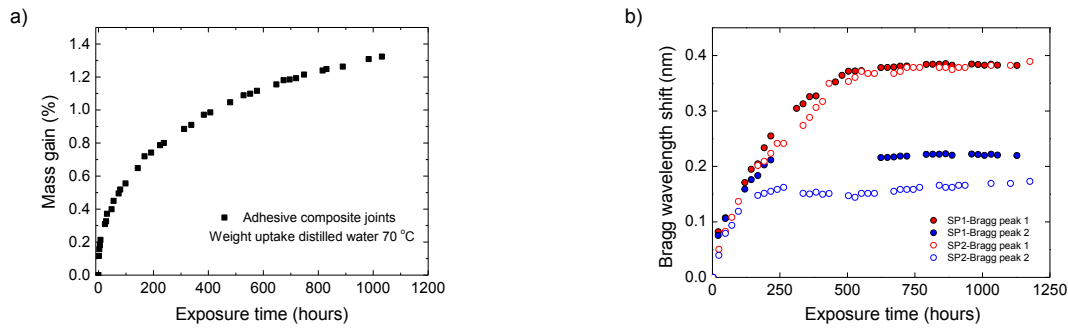 a)
Mass gain (%)
1.4
1.2
1.0
0.8
0.6
0.4
0.2
0.0
0 200 400 600 800 1000 1200
Exposure time (hours)
Adhesive composite joints
Weight uptake distilled water 70 °C
b)
Bragg wavelength shift (nm)
0.4
0.3
0.2
0.1
0.0
0 250 500 750 1000 1250
Exposure time (hours)
SP1-Bragg peak 1
SP1-Bragg peak 2
SP2-Bragg peak 1
SP2-Bragg peak 2